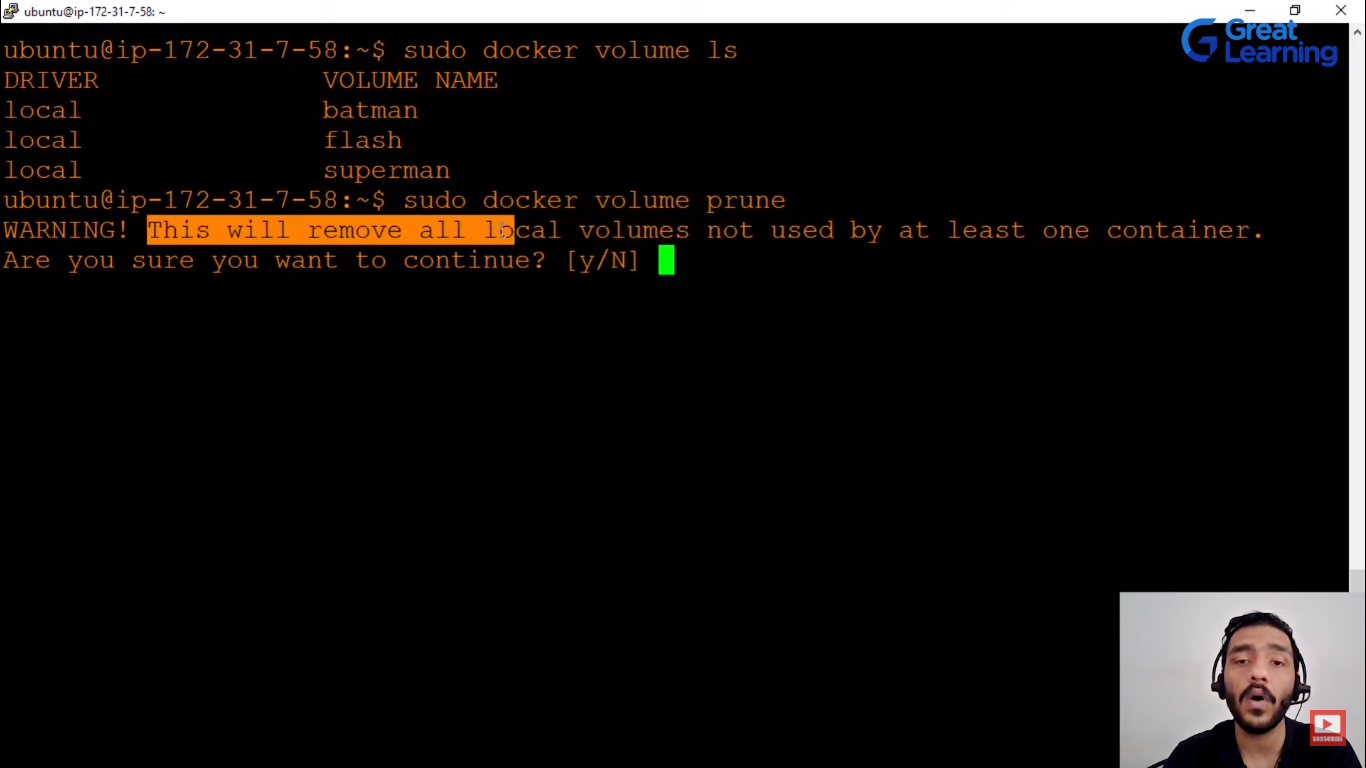 ubuntu@ip-172-31-7-58: ~
Great
Learning
ubuntu@ip-172-31-7-58:~$ sudo docker volume ls
DRIVER VOLUME NAME
local batman
local flash
local superman
ubuntu@ip-172-31-7-58:~$ sudo docker volume prune
WARNING! This will remove all local volumes not used by at least one container.
Are you sure you want to continue? [y/N]
SUBSCRIBE